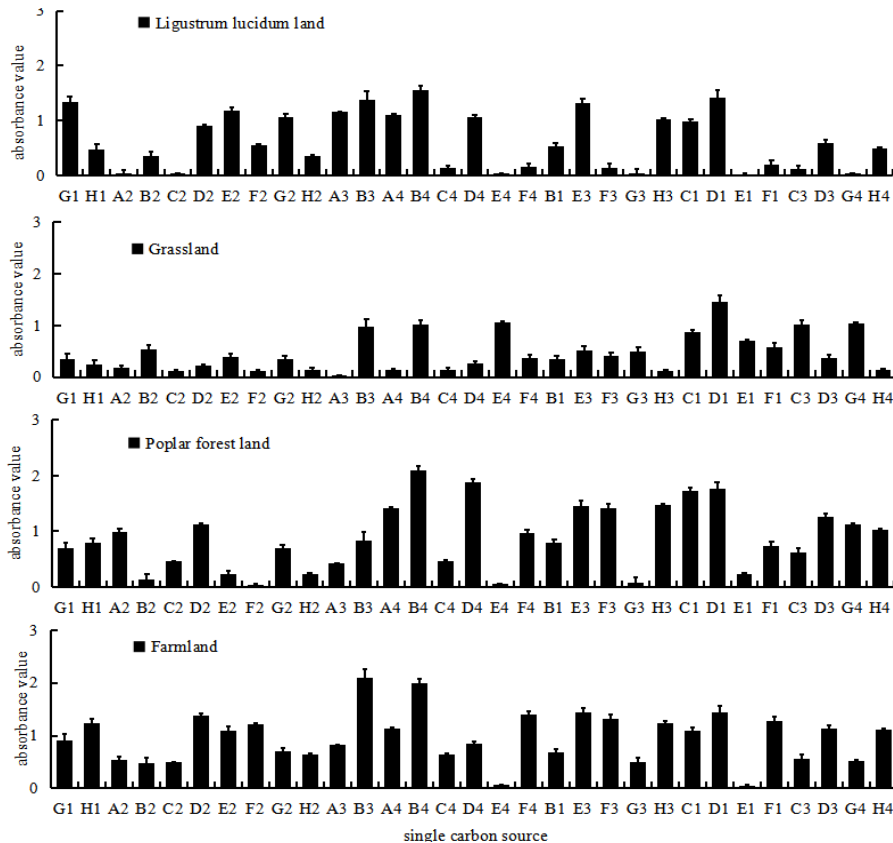 3
Ligustrum lucidum land
absorbance value
2
1
0
G1 H1 A2 B2 C2 D2 E2 F2 G2 H2 A3 B3 A4 B4 C4 D4 E4 F4 B1 E3 F3 G3 H3 C1 D1 E1 F1 C3 D3 G4 H4
3
Grassland
absorbance value
2
1
0
G1 H1 A2 B2 C2 D2 E2 F2 G2 H2 A3 B3 A4 B4 C4 D4 E4 F4 B1 E3 F3 G3 H3 C1 D1 E1 F1 C3 D3 G4 H4
3
Poplar forest land
absorbance value
2
1
0
G1 H1 A2 B2 C2 D2 E2 F2 G2 H2 A3 B3 A4 B4 C4 D4 E4 F4 B1 E3 F3 G3 H3 C1 D1 E1 F1 C3 D3 G4 H4
3
Farmland
absorbance value
2
1
0
G1 H1 A2 B2 C2 D2 E2 F2 G2 H2 A3 B3 A4 B4 C4 D4 E4 F4 B1 E3 F3 G3 H3 C1 D1 E1 F1 C3 D3 G4 H4
single carbon source